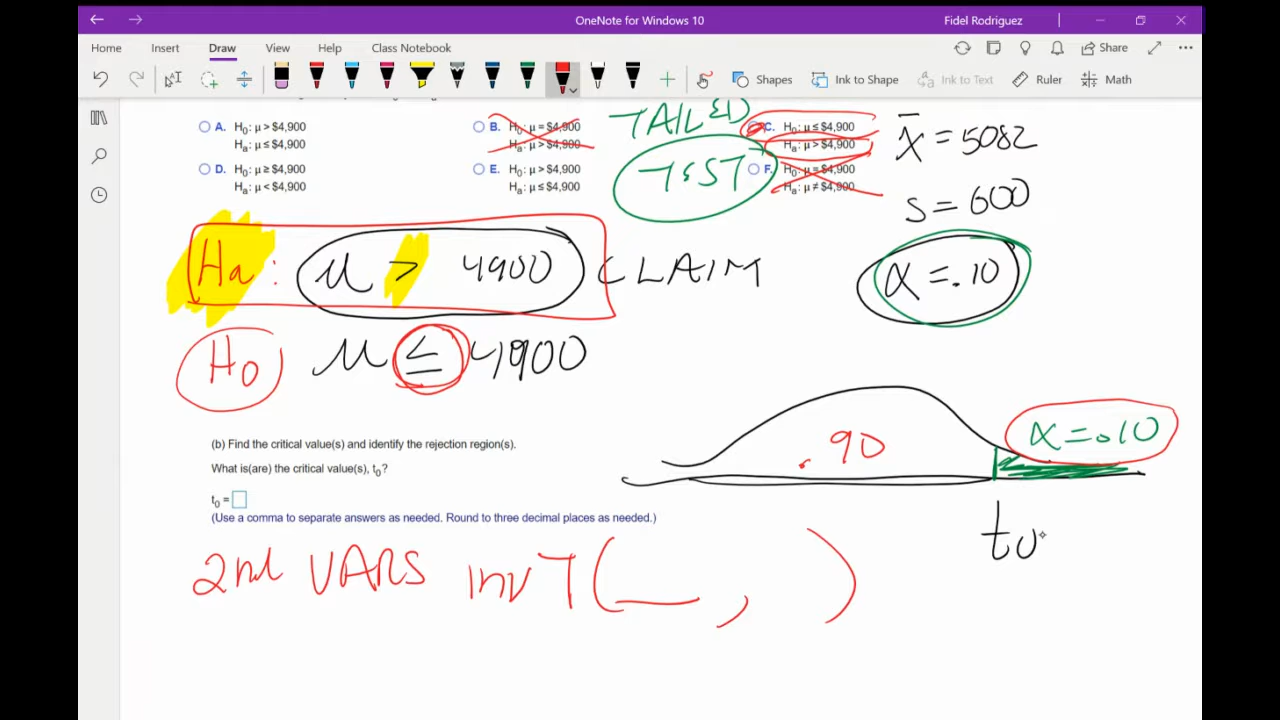 OneNote for Windows 10
Fidel Rodriguez
Home Insert Draw View Help Class Notebook Share
Shapes Ink to Shape Ink to Text Ruler Math
A. H0: μ > $4,900
Ha: μ ≤ $4,900
B. H0: μ = $4,900
Ha: μ > $4,900
C. H0: μ ≤ $4,900
Ha: μ > $4,900
D. H0: μ ≥ $4,900
Ha: μ < $4,900
E. H0: μ > $4,900
Ha: μ ≤ $4,900
F. H0: μ = $4,900
Ha: μ ≠ $4,900
TAILED
TEST
x̄ = 5082
s = 600
α = .10
Ha: μ > 4900 CLAIM
H0 μ ≤ 4900
.90
α = .10
t0
(b) Find the critical value(s) and identify the rejection region(s).
What is(are) the critical value(s), t0?
t0 =
(Use a comma to separate answers as needed. Round to three decimal places as needed.)
2nd VARS invT(__, )